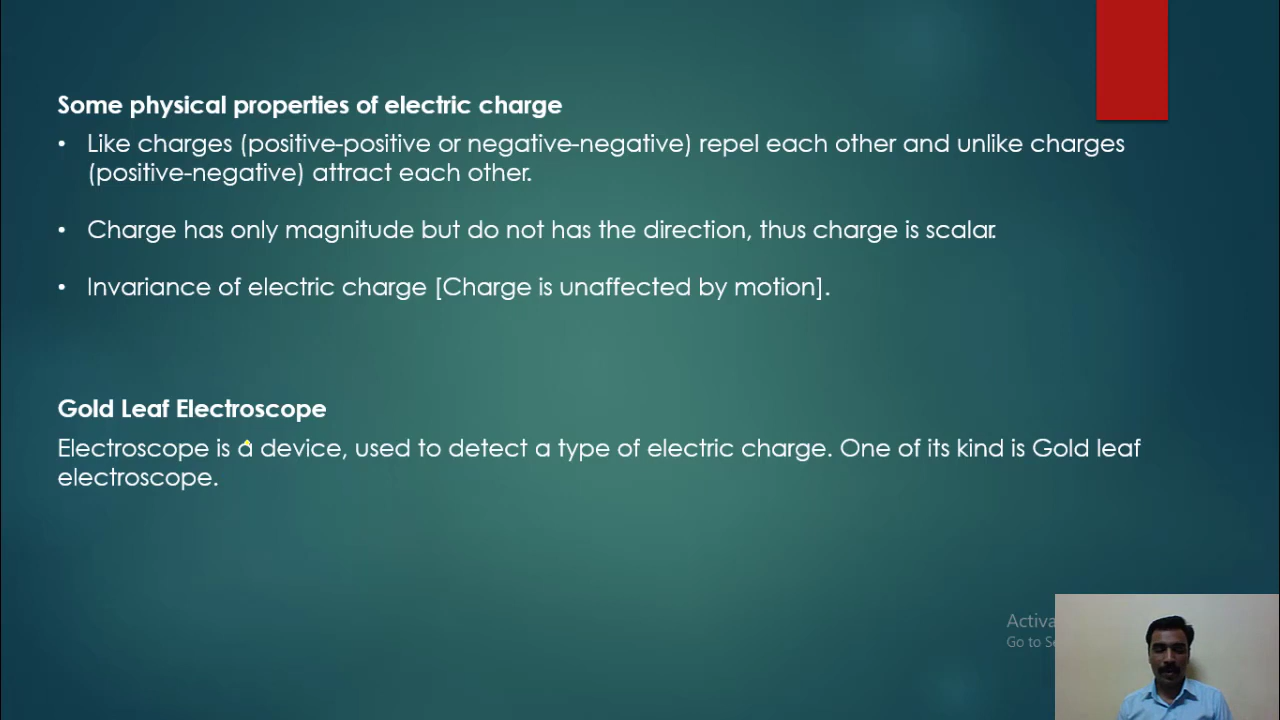 Some physical properties of electric charge
• Like charges (positive-positive or negative-negative) repel each other and unlike charges
(positive-negative) attract each other.
• Charge has only magnitude but do not has the direction, thus charge is scalar.
• Invariance of electric charge [Charge is unaffected by motion].
Gold Leaf Electroscope
Electroscope is a device, used to detect a type of electric charge. One of its kind is Gold leaf
electroscope.
Go to